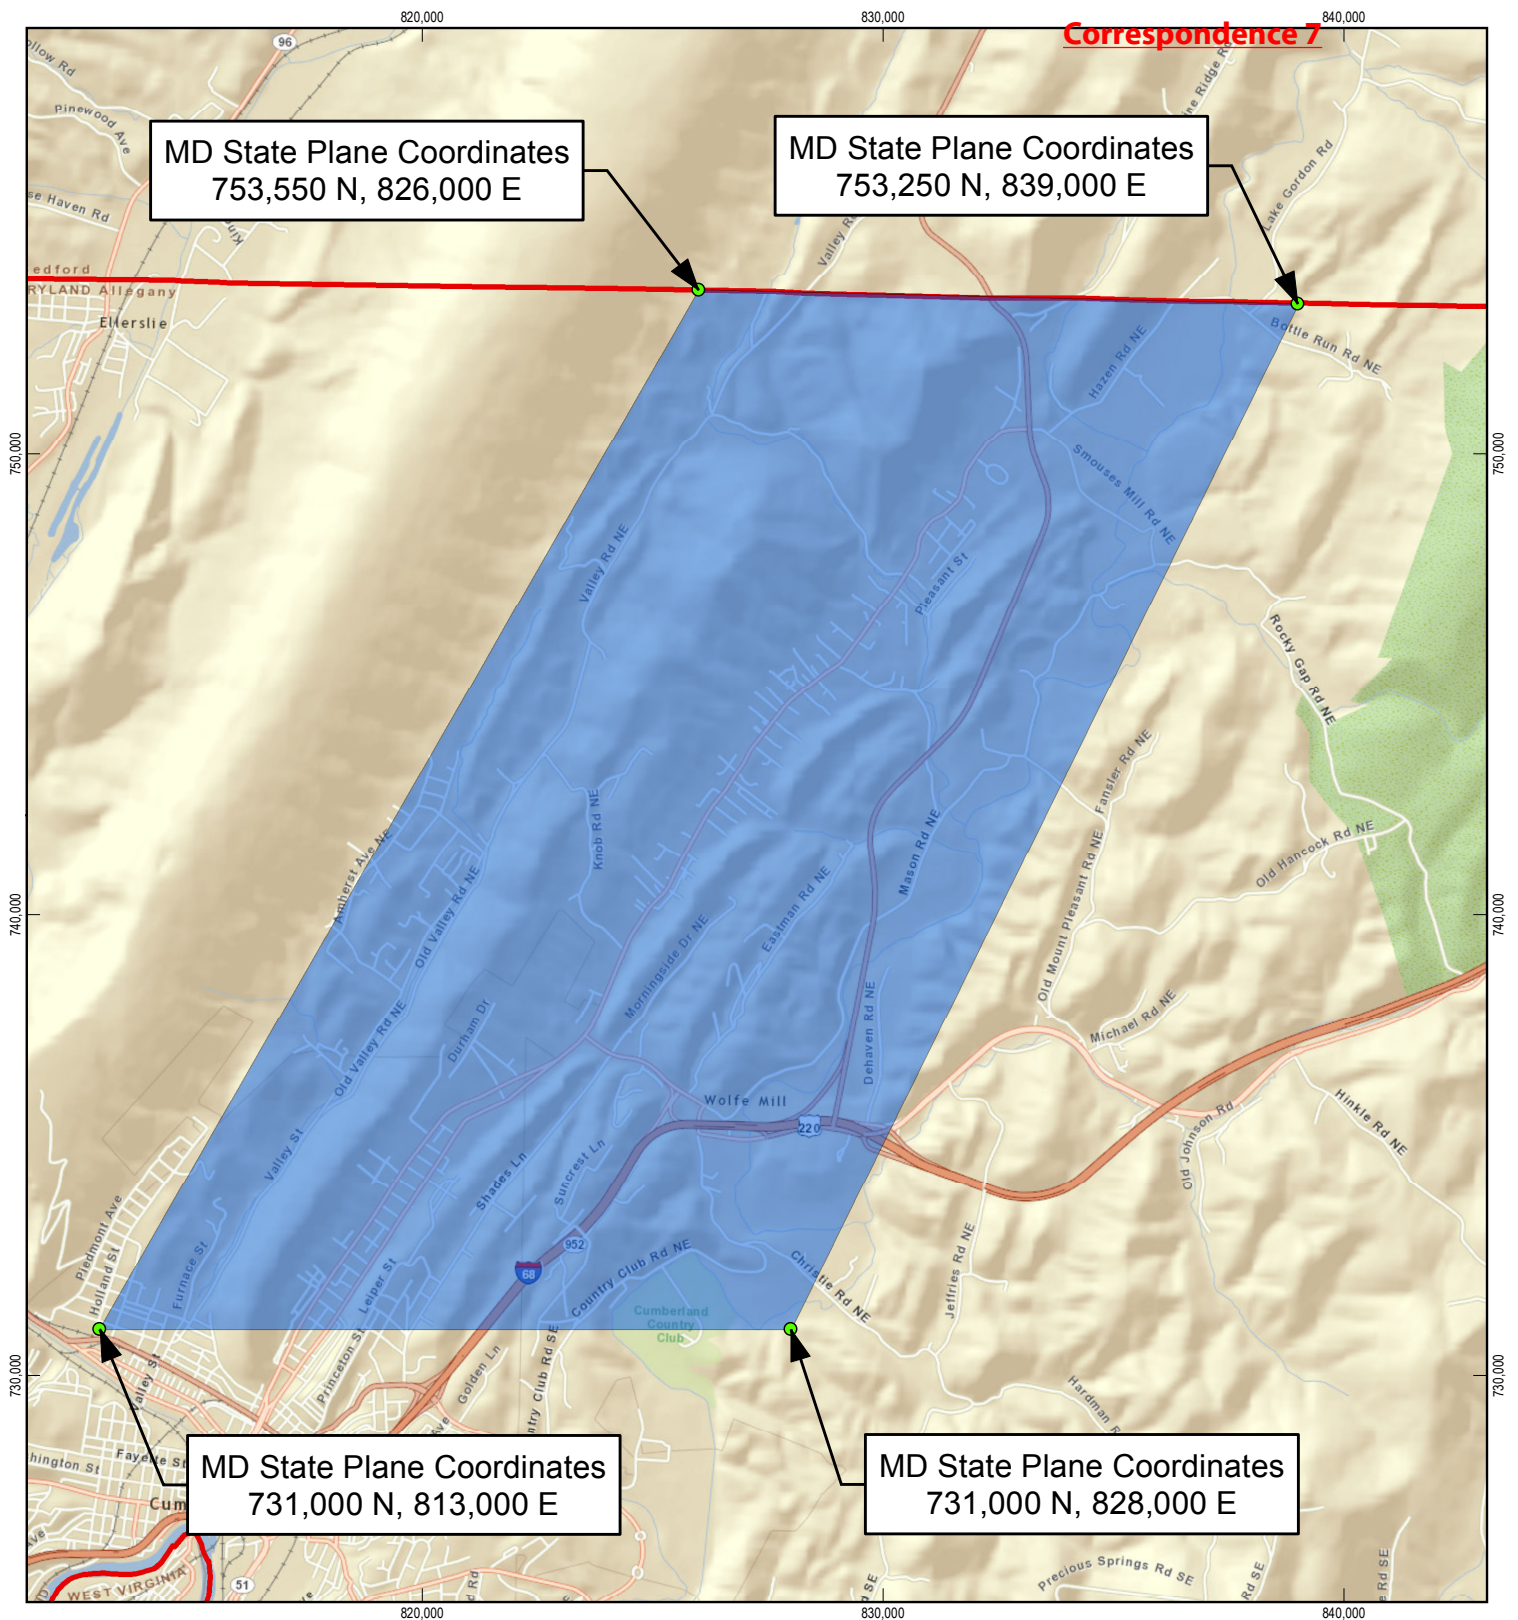 820,000
830,000
840,000
Correspondence 7
96
Pinewood Ave
MD State Plane Coordinates
753,550 N, 826,000 E
MD State Plane Coordinates
753,250 N, 839,000 E
Lake Gordon Rd
Ellerslie
Allegany
Bottle Run Rd NE
Hazen Rd NE
750,000
750,000
Smouses Mill Rd NE
Valley Rd NE
Pleasant St
Rocky Gap Rd NE
Fansler Rd NE
Knob Rd NE
Mason Rd NE
Amherst Ave NE
Old Hancock Rd NE
Old Valley Rd NE
Eastman Rd NE
Old Mount Pleasant Rd NE
740,000
740,000
Morningside Dr NE
Durham Dr
Old Valley Rd NE
Dehaven Rd NE
Michael Rd NE
Wolfe Mill
220
Hinkle Rd NE
Old Johnson Rd
Valley St
Shades Ln
Suncrest Ln
Piedmont Ave
Holland St
Furnace St
Leiper St
952
68
Country Club Rd NE
Christie Rd NE
Jeffries Rd NE
Cumberland
Country
Club
730,000
730,000
Princeton St
Valley St
Golden Ln
MD State Plane Coordinates
731,000 N, 813,000 E
MD State Plane Coordinates
731,000 N, 828,000 E
Fayette St
WEST VIRGINIA
51
Precious Springs Rd SE
820,000
830,000
840,000